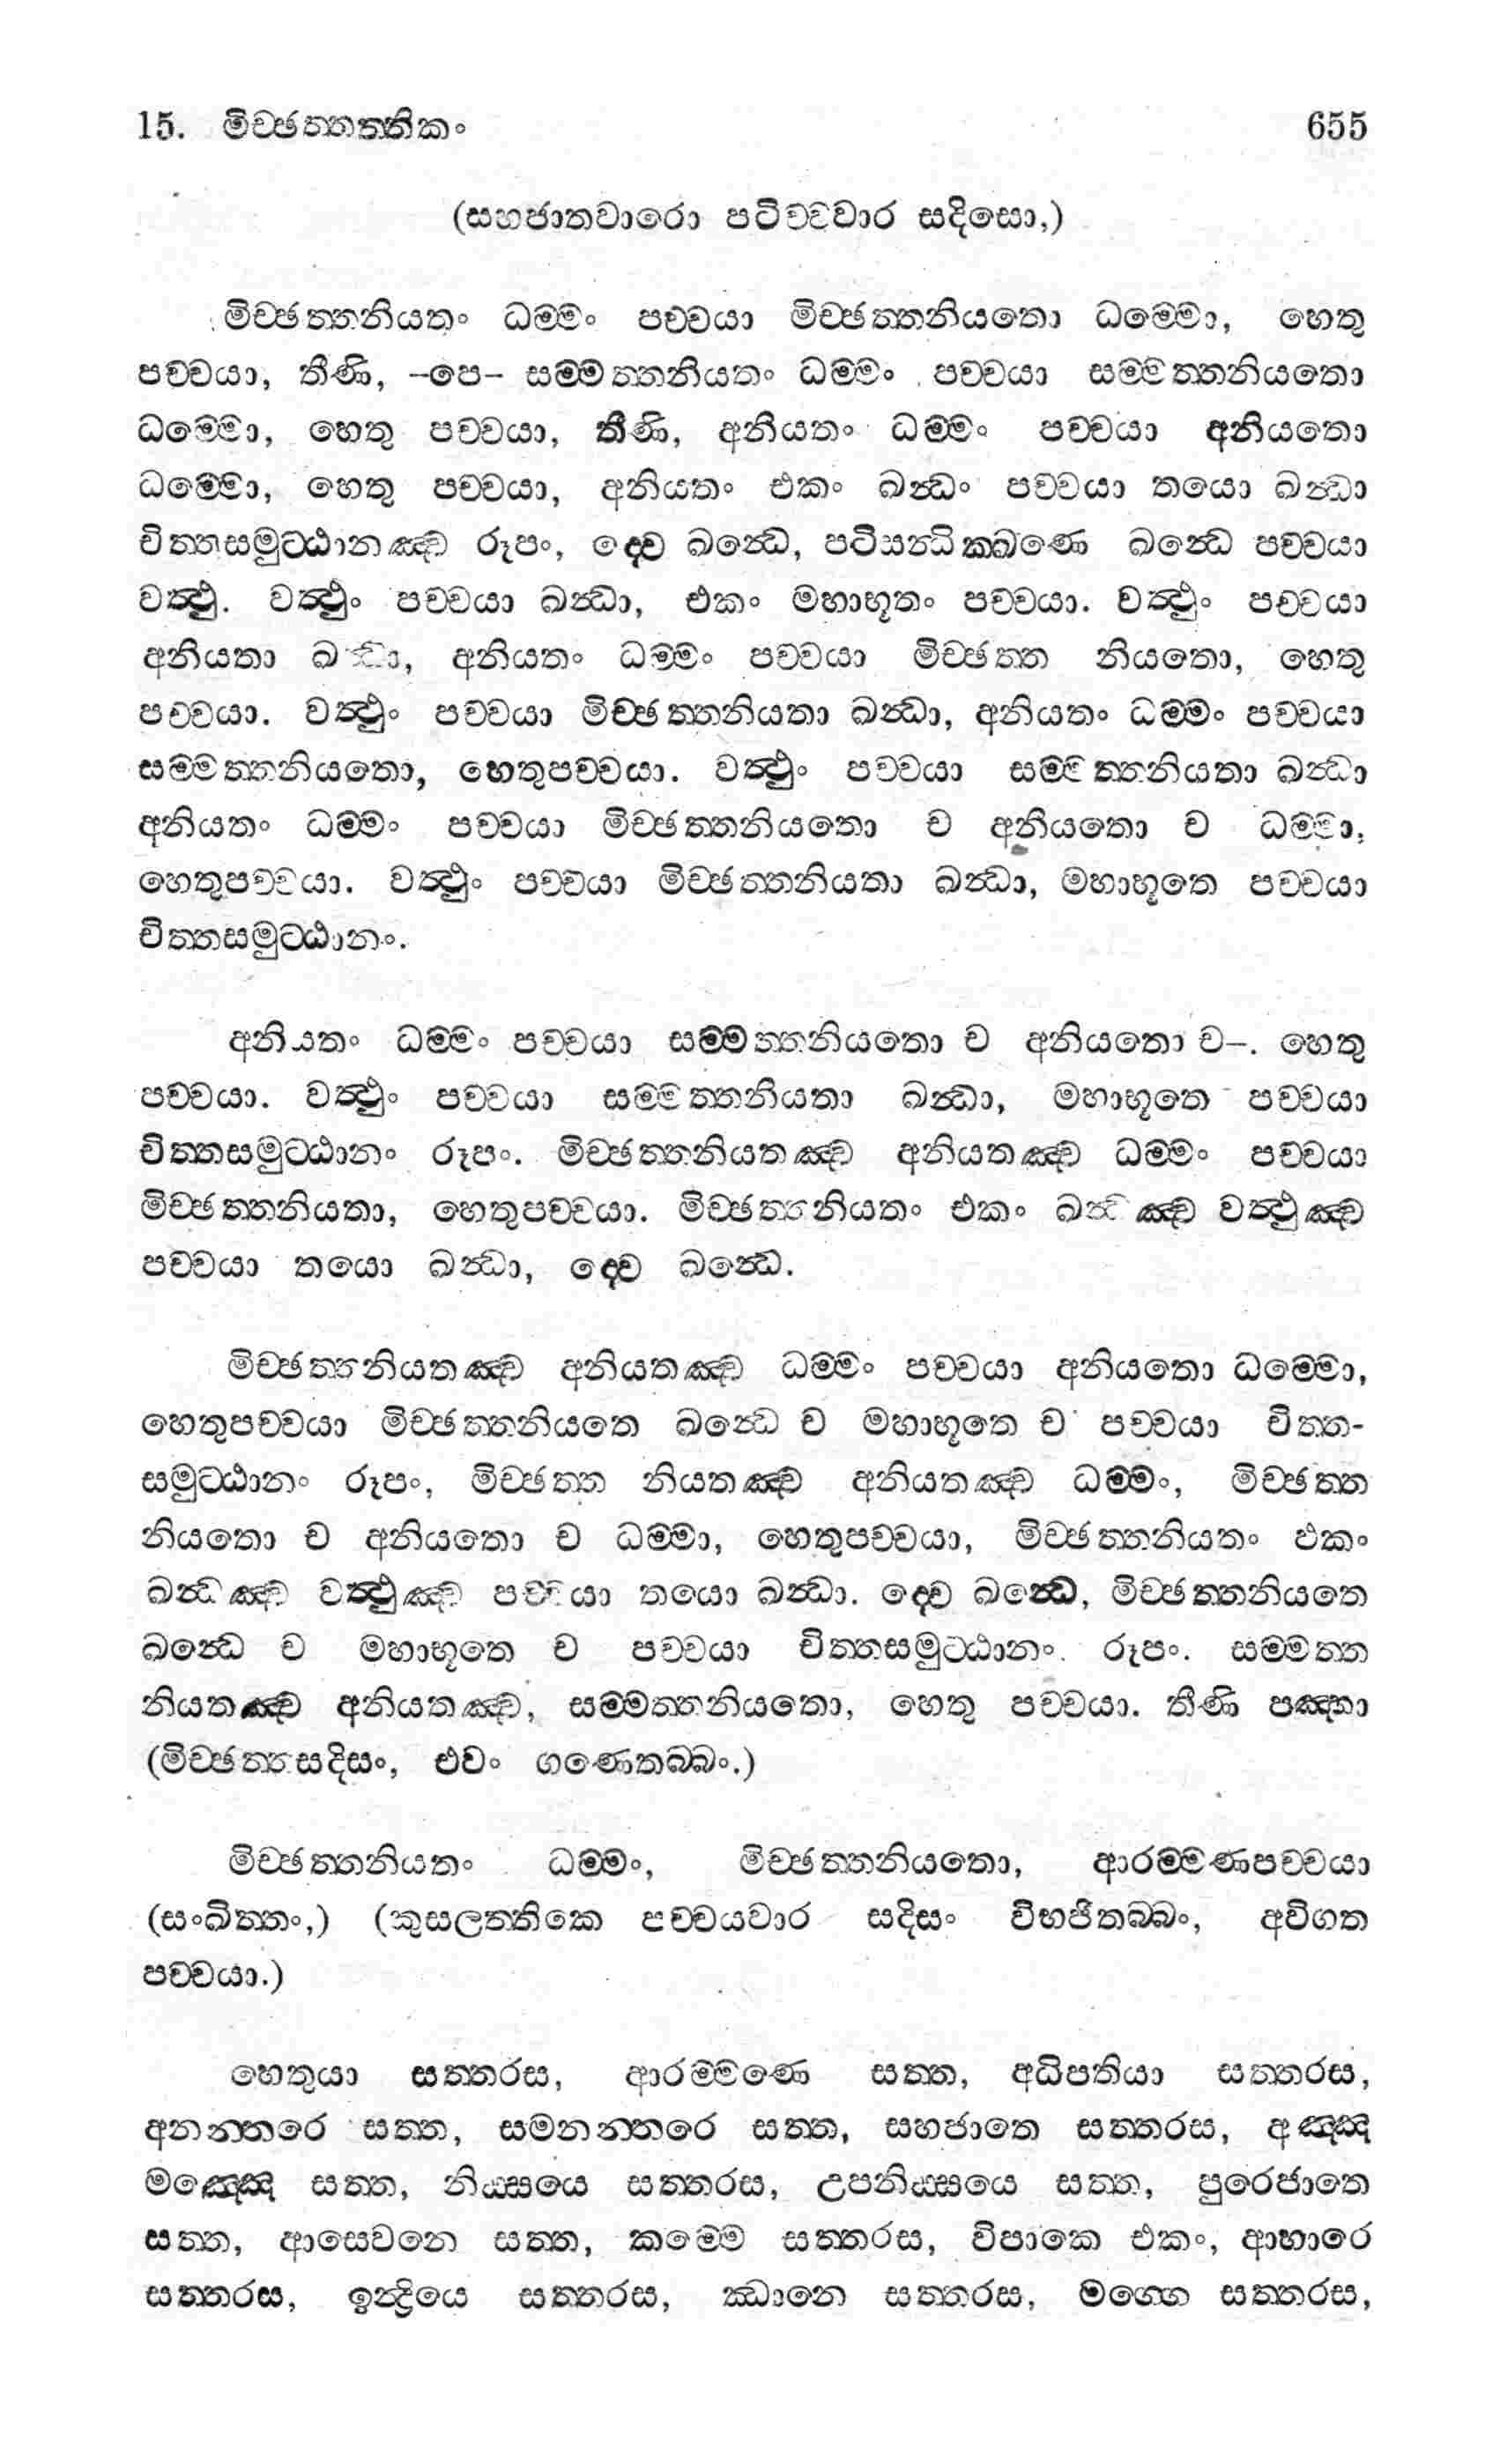 15. මිච්ඡත්තත්තිකං 655
(සහජාතවාරො පටිච්චවාර සදිසො,)
මිච්ඡත්තනියතං ධම්මං පච්චයා මිච්ඡත්තනියතො ධම්මො, හෙතු
පච්චයා, තීණි, –පෙ– සම්මත්තනියතං ධම්මං පච්චයා සම්මත්තනියතො
ධම්මො, හෙතු පච්චයා, තීණි, අනියතං ධම්මං පච්චයා අනියතො
ධම්මො, හෙතු පච්චයා, අනියතං එකං ඛන්ධං පච්චයා තයො ඛන්ධා
චිත්තසමුට්ඨානඤ්ච රූපං, ද්වෙ ඛන්ධෙ, පටිසන්ධික්ඛණෙ ඛන්ධෙ පච්චයා
වත්ථු. වත්ථුං පච්චයා ඛන්ධා, එකං මහාභූතං පච්චයා. වත්ථුං පච්චයා
අනියතා ඛන්ධා, අනියතං ධම්මං පච්චයා මිච්ඡත්ත නියතො, හෙතු
පච්චයා. වත්ථුං පච්චයා මිච්ඡත්තනියතා ඛන්ධා, අනියතං ධම්මං පච්චයා
සම්මත්තනියතො, හෙතුපච්චයා. වත්ථුං පච්චයා සම්මත්තනියතා ඛන්ධා
අනියතං ධම්මං පච්චයා මිච්ඡත්තනියතො ච අනියතො ච ධම්මා,
හෙතුපච්චයා. වත්ථුං පච්චයා මිච්ඡත්තනියතා ඛන්ධා, මහාභූතෙ පච්චයා
චිත්තසමුට්ඨානං.
අනියතං ධම්මං පච්චයා සම්මත්තනියතො ච අනියතො ච–. හෙතු
පච්චයා. වත්ථුං පච්චයා සම්මත්තනියතා ඛන්ධා, මහාභූතෙ පච්චයා
චිත්තසමුට්ඨානං රූපං. මිච්ඡත්තනියතඤ්ච අනියතඤ්ච ධම්මං පච්චයා
මිච්ඡත්තනියතා, හෙතුපච්චයා. මිච්ඡත්තනියතං එකං ඛන්ධඤ්ච වත්ථුඤ්ච
පච්චයා තයො ඛන්ධා, ද්වෙ ඛන්ධෙ.
මිච්ඡත්තනියතඤ්ච අනියතඤ්ච ධම්මං පච්චයා අනියතො ධම්මො,
හෙතුපච්චයා මිච්ඡත්තනියතෙ ඛන්ධෙ ච මහාභූතෙ ච පච්චයා චිත්ත-
සමුට්ඨානං රූපං, මිච්ඡත්ත නියතඤ්ච අනියතඤ්ච ධම්මං, මිච්ඡත්ත
නියතො ච අනියතො ච ධම්මා, හෙතුපච්චයා, මිච්ඡත්තනියතං එකං
ඛන්ධඤ්ච වත්ථුඤ්ච පච්චයා තයො ඛන්ධා. ද්වෙ ඛන්ධෙ, මිච්ඡත්තනියතෙ
ඛන්ධෙ ච මහාභූතෙ ච පච්චයා චිත්තසමුට්ඨානං රූපං. සම්මත්ත
නියතඤ්ච අනියතඤ්ච, සම්මත්තනියතො, හෙතු පච්චයා. තීණි පඤ්හා
(මිච්ඡත්තසදිසං, එවං ගණෙතබ්බං.)
මිච්ඡත්තනියතං ධම්මං, මිච්ඡත්තනියතො, ආරම්මණපච්චයා
(සංඛිත්තං,) (කුසලත්තිකෙ පච්චයවාර සදිසං විභජිතබ්බං, අවිගත
පච්චයා.)
හෙතුයා සත්තරස, ආරම්මණෙ සත්ත, අධිපතියා සත්තරස,
අනන්තරෙ සත්ත, සමනන්තරෙ සත්ත, සහජාතෙ සත්තරස, අඤ්ඤ
මඤ්ඤෙ සත්ත, නිස්සයෙ සත්තරස, උපනිස්සයෙ සත්ත, පුරෙජාතෙ
සත්ත, ආසෙවනෙ සත්ත, කම්මෙ සත්තරස, විපාකෙ එකං, ආහාරෙ
සත්තරස, ඉන්ද්‍රියෙ සත්තරස, ඣානෙ සත්තරස, මග්ගෙ සත්තරස,